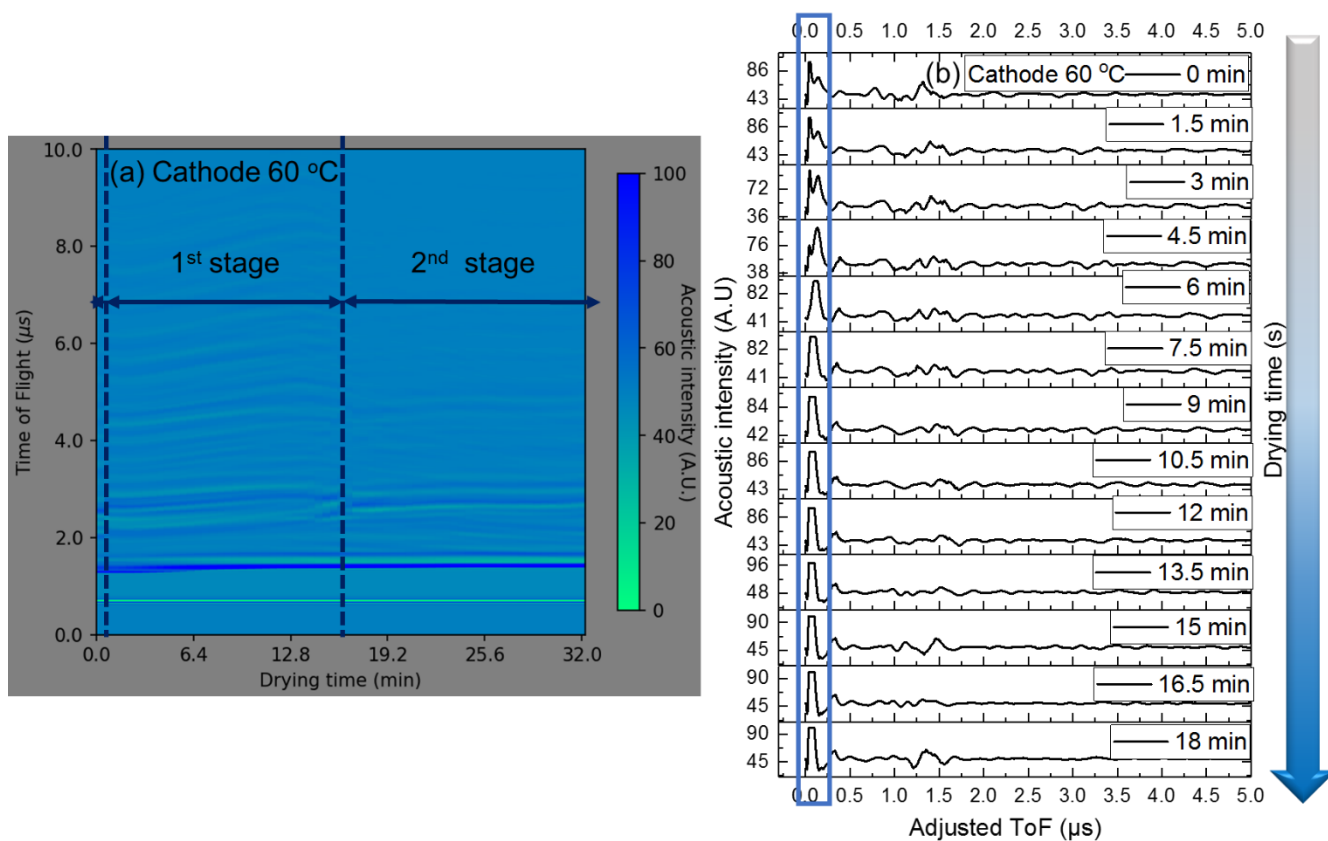 (a) Cathode 60 °C
1st stage
2nd stage
10.0
8.0
6.0
4.0
2.0
0.0
Time of Flight (µs)
0.0 6.4 12.8 19.2 25.6 32.0
Drying time (min)
100
80
60
40
20
0
Acoustic intensity (A.U.)
0.0 0.5 1.0 1.5 2.0 2.5 3.0 3.5 4.0 4.5 5.0
(b) Cathode 60 °C 0 min
86
43
1.5 min
86
43
3 min
72
36
4.5 min
76
38
6 min
82
41
7.5 min
82
41
9 min
84
42
10.5 min
86
43
12 min
86
43
13.5 min
96
48
15 min
90
45
16.5 min
90
45
18 min
90
45
0.0 0.5 1.0 1.5 2.0 2.5 3.0 3.5 4.0 4.5 5.0
Adjusted ToF (µs)
Acoustic intensity (A.U)
Drying time (s)